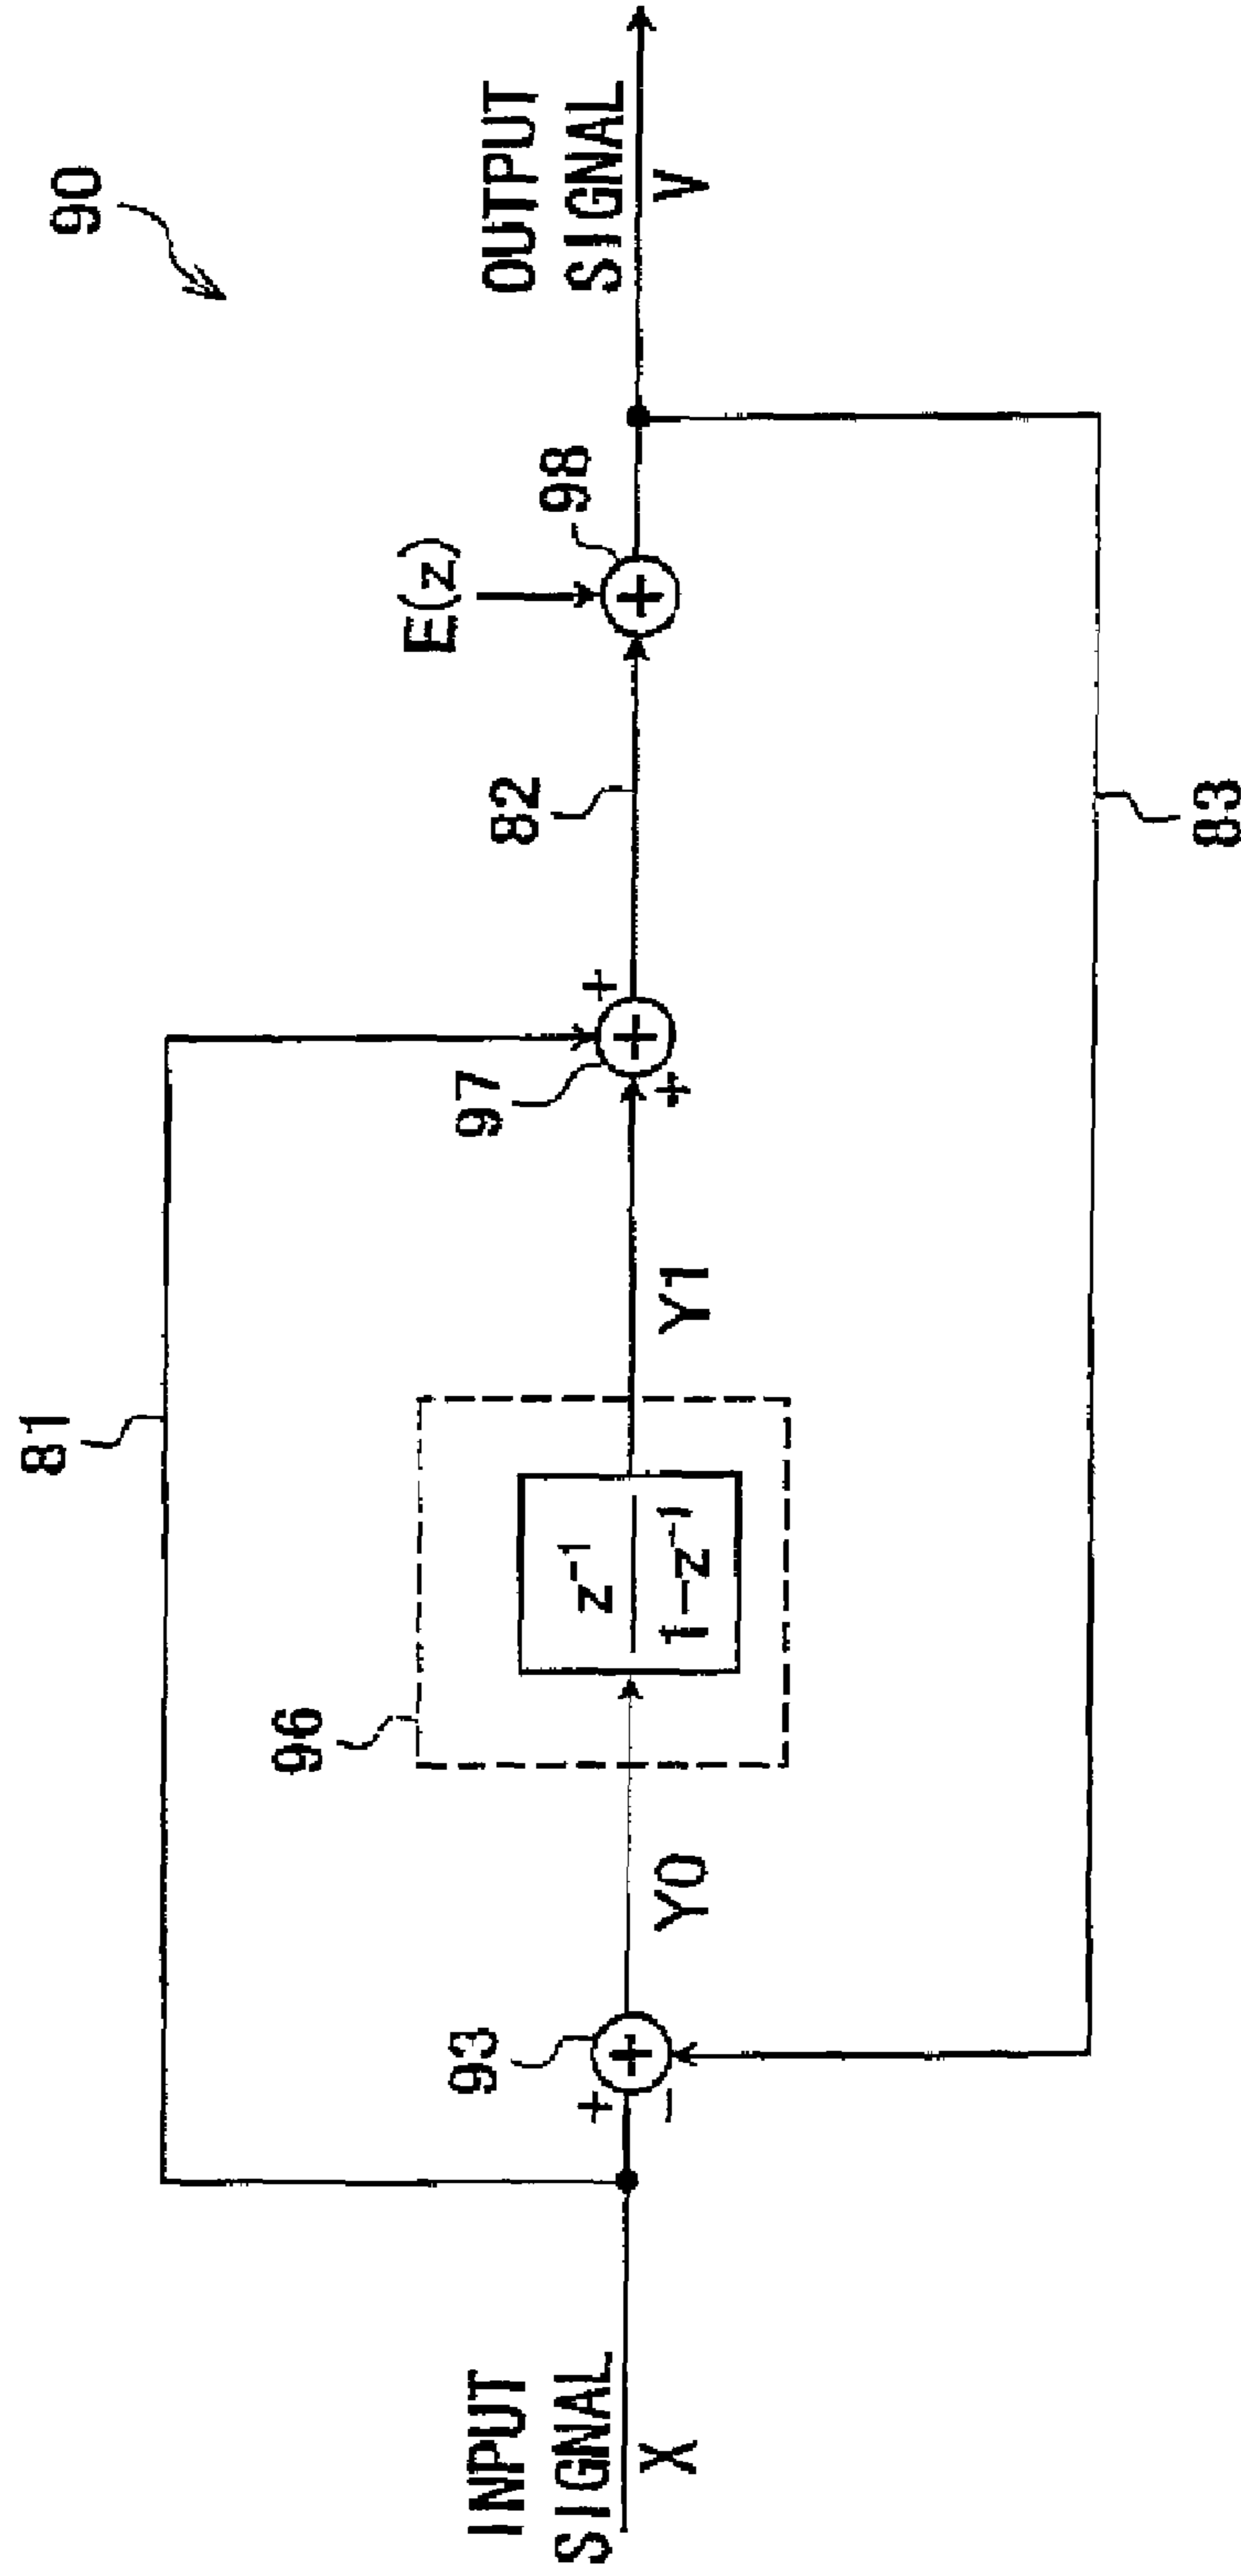 90
81
96
z⁻¹
1−z⁻¹
93
+
−
+
Y0
Y1
97
+
+
+
82
E(z)
98
+
83
INPUT
SIGNAL
X
OUTPUT
SIGNAL
V